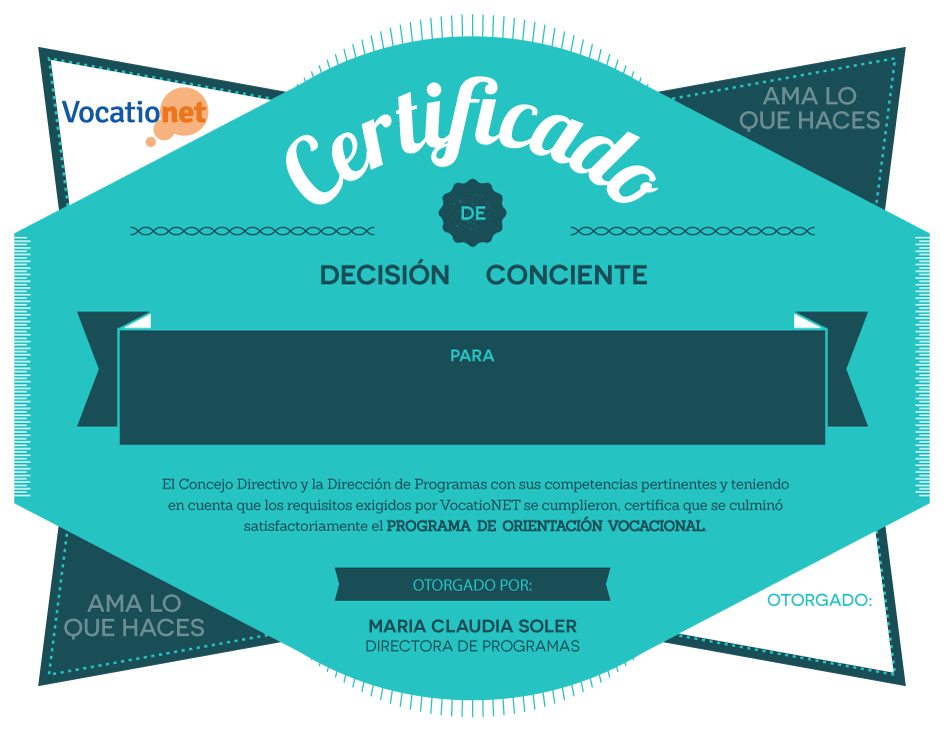 Vocationet
AMA LO
QUE HACES
Certificado
DE
DECISIÓN CONCIENTE
PARA
El Concejo Directivo y la Dirección de Programas con sus competencias pertinentes y teniendo
en cuenta que los requisitos exigidos por VocatioNET se cumplieron, certifica que se culminó
satisfactoriamente el PROGRAMA DE ORIENTACIÓN VOCACIONAL.
OTORGADO POR:
MARIA CLAUDIA SOLER
DIRECTORA DE PROGRAMAS
AMA LO
QUE HACES
OTORGADO: